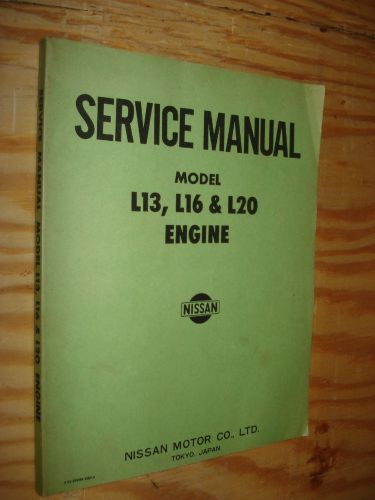 SERVICE MANUAL
MODEL
L13, L16 & L20
ENGINE
NISSAN
NISSAN MOTOR CO., LTD.
TOKYO, JAPAN
SERVICE MANUAL MODEL L13, L16 & L20 ENGINE